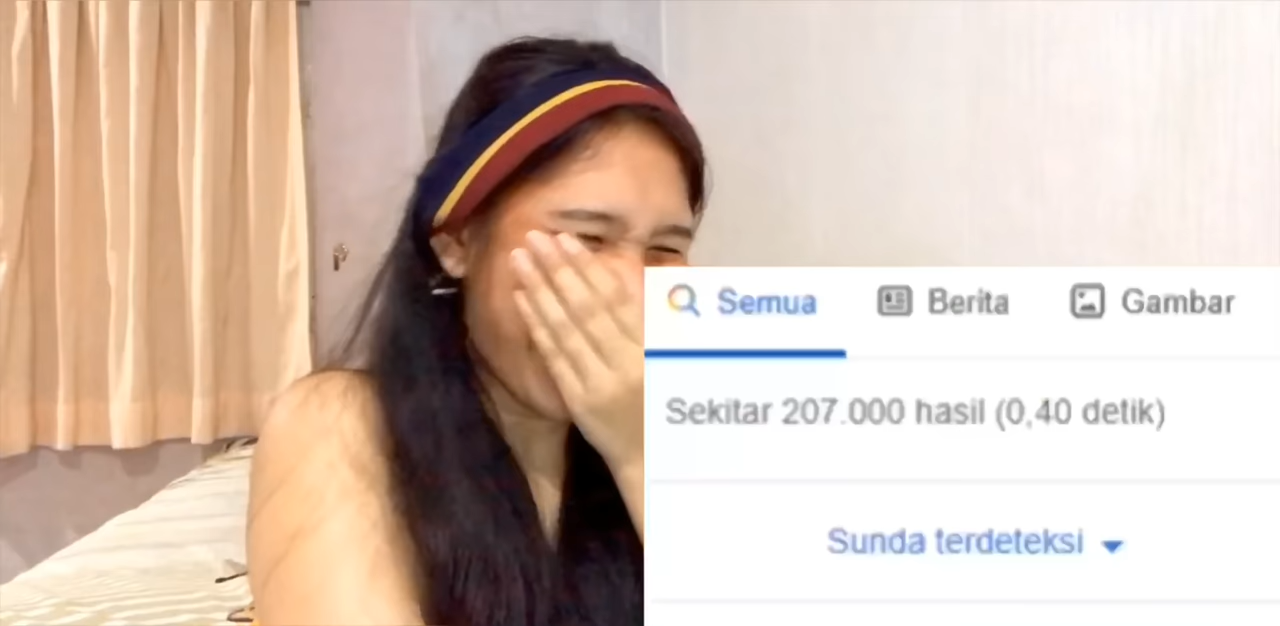 Semua Berita Gambar
Sekitar 207.000 hasil (0,40 detik)
Sunda terdeteksi